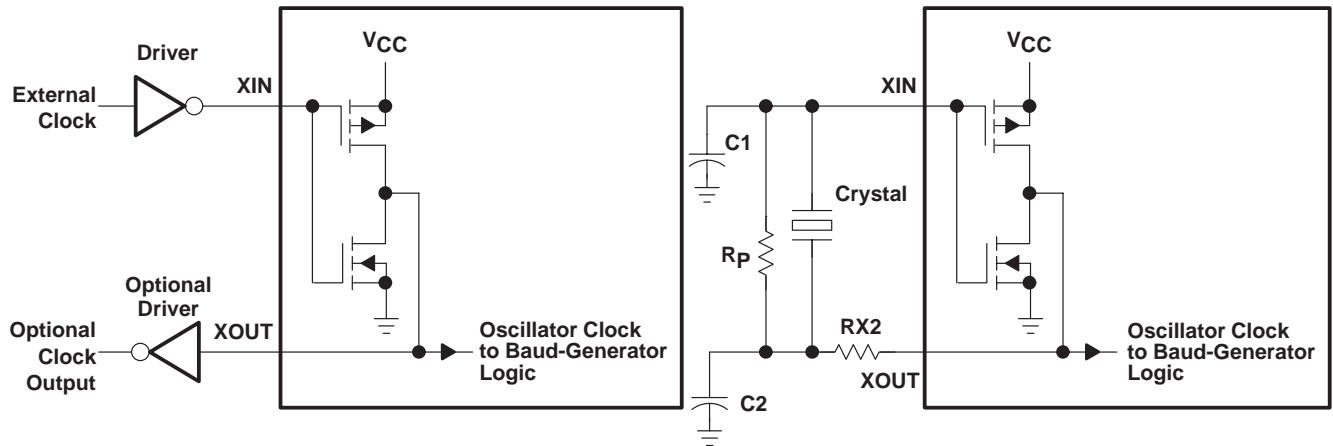 Driver
External
Clock
XIN
VCC
Optional
Driver
Optional
Clock
Output
XOUT
Oscillator Clock
to Baud-Generator
Logic
XIN
VCC
C1
Crystal
RP
RX2
XOUT
C2
Oscillator Clock
to Baud-Generator
Logic